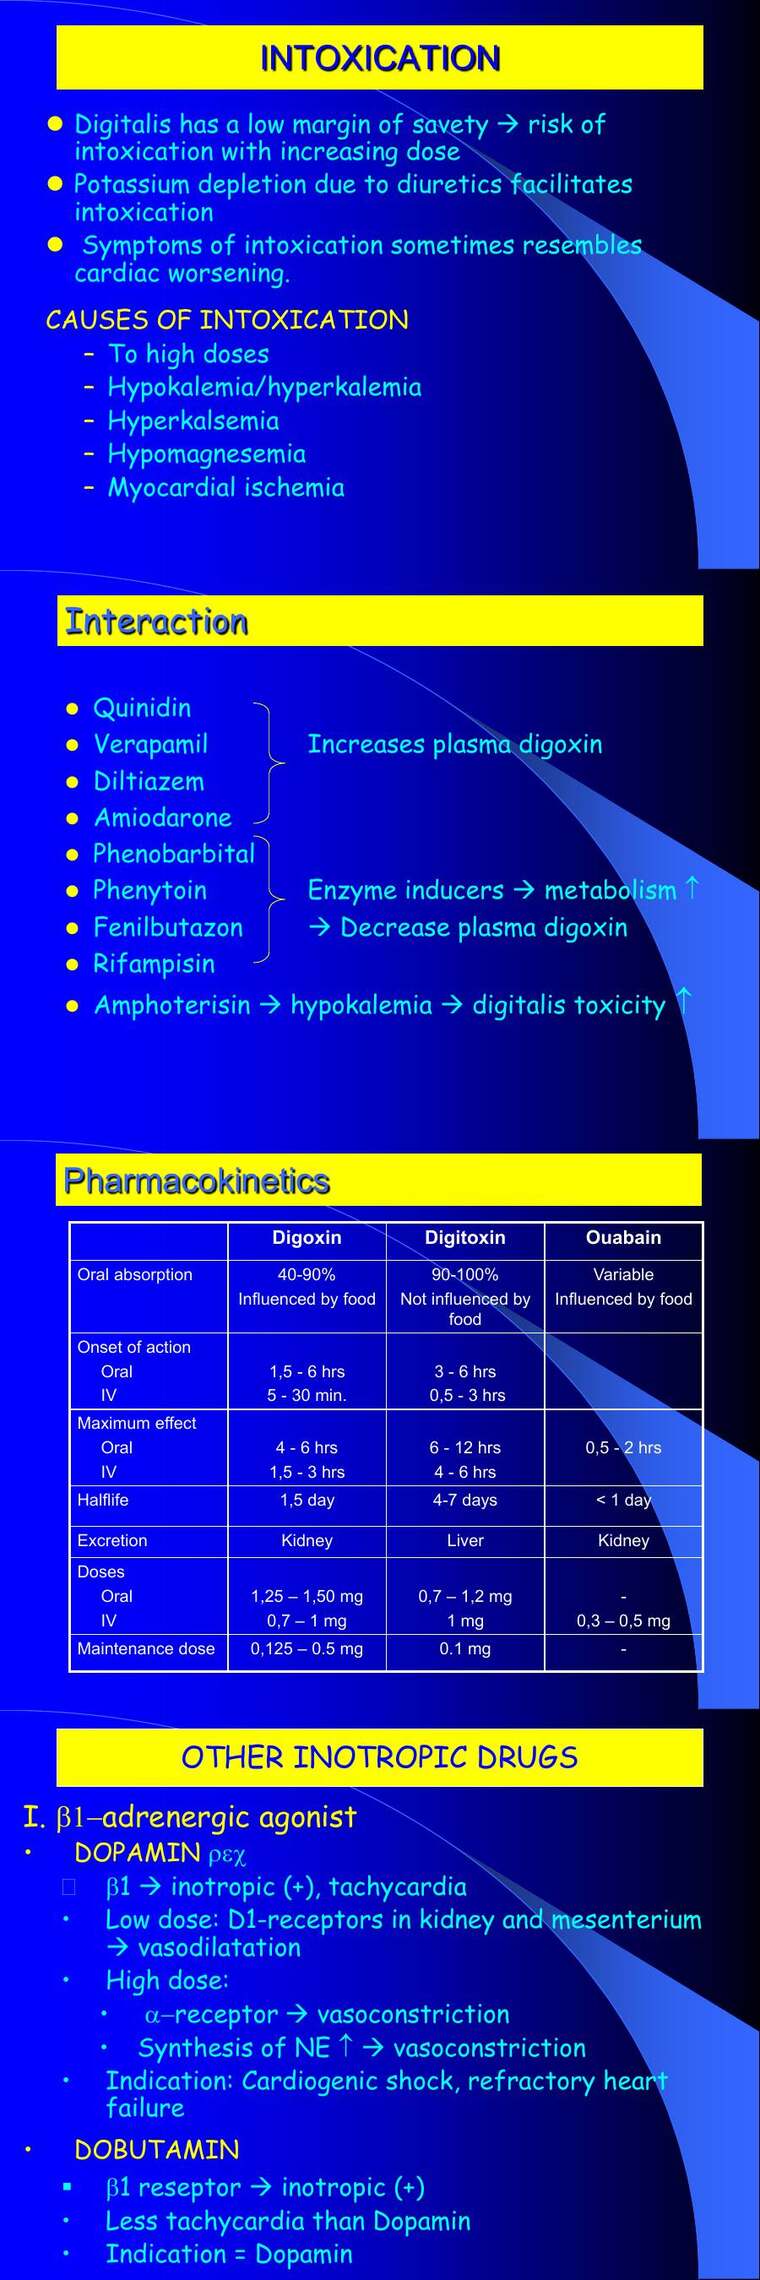 INTOXICATION
● Digitalis has a low margin of savety → risk of
intoxication with increasing dose
● Potassium depletion due to diuretics facilitates
intoxication
● Symptoms of intoxication sometimes resembles
cardiac worsening.
CAUSES OF INTOXICATION
– To high doses
– Hypokalemia/hyperkalemia
– Hyperkalsemia
– Hypomagnesemia
– Myocardial ischemia
Interaction
● Quinidin
● Verapamil Increases plasma digoxin
● Diltiazem
● Amiodarone
● Phenobarbital
● Phenytoin Enzyme inducers → metabolism ↑
● Fenilbutazon → Decrease plasma digoxin
● Rifampisin
● Amphoterisin → hypokalemia → digitalis toxicity ↑
Pharmacokinetics
Digoxin Digitoxin Ouabain
Oral absorption 40-90% 90-100% Variable
Influenced by food Not influenced by Influenced by food
food
Onset of action
Oral 1,5 - 6 hrs 3 - 6 hrs
IV 5 - 30 min. 0,5 - 3 hrs
Maximum effect
Oral 4 - 6 hrs 6 - 12 hrs 0,5 - 2 hrs
IV 1,5 - 3 hrs 4 - 6 hrs
Halflife 1,5 day 4-7 days < 1 day
Excretion Kidney Liver Kidney
Doses
Oral 1,25 – 1,50 mg 0,7 – 1,2 mg -
IV 0,7 – 1 mg 1 mg 0,3 – 0,5 mg
Maintenance dose 0,125 – 0.5 mg 0.1 mg -
OTHER INOTROPIC DRUGS
I. β1–adrenergic agonist
• DOPAMIN ρεχ
□ β1 → inotropic (+), tachycardia
• Low dose: D1-receptors in kidney and mesenterium
→ vasodilatation
• High dose:
• α–receptor → vasoconstriction
• Synthesis of NE ↑ → vasoconstriction
• Indication: Cardiogenic shock, refractory heart
failure
• DOBUTAMIN
▪ β1 reseptor → inotropic (+)
• Less tachycardia than Dopamin
• Indication = Dopamin